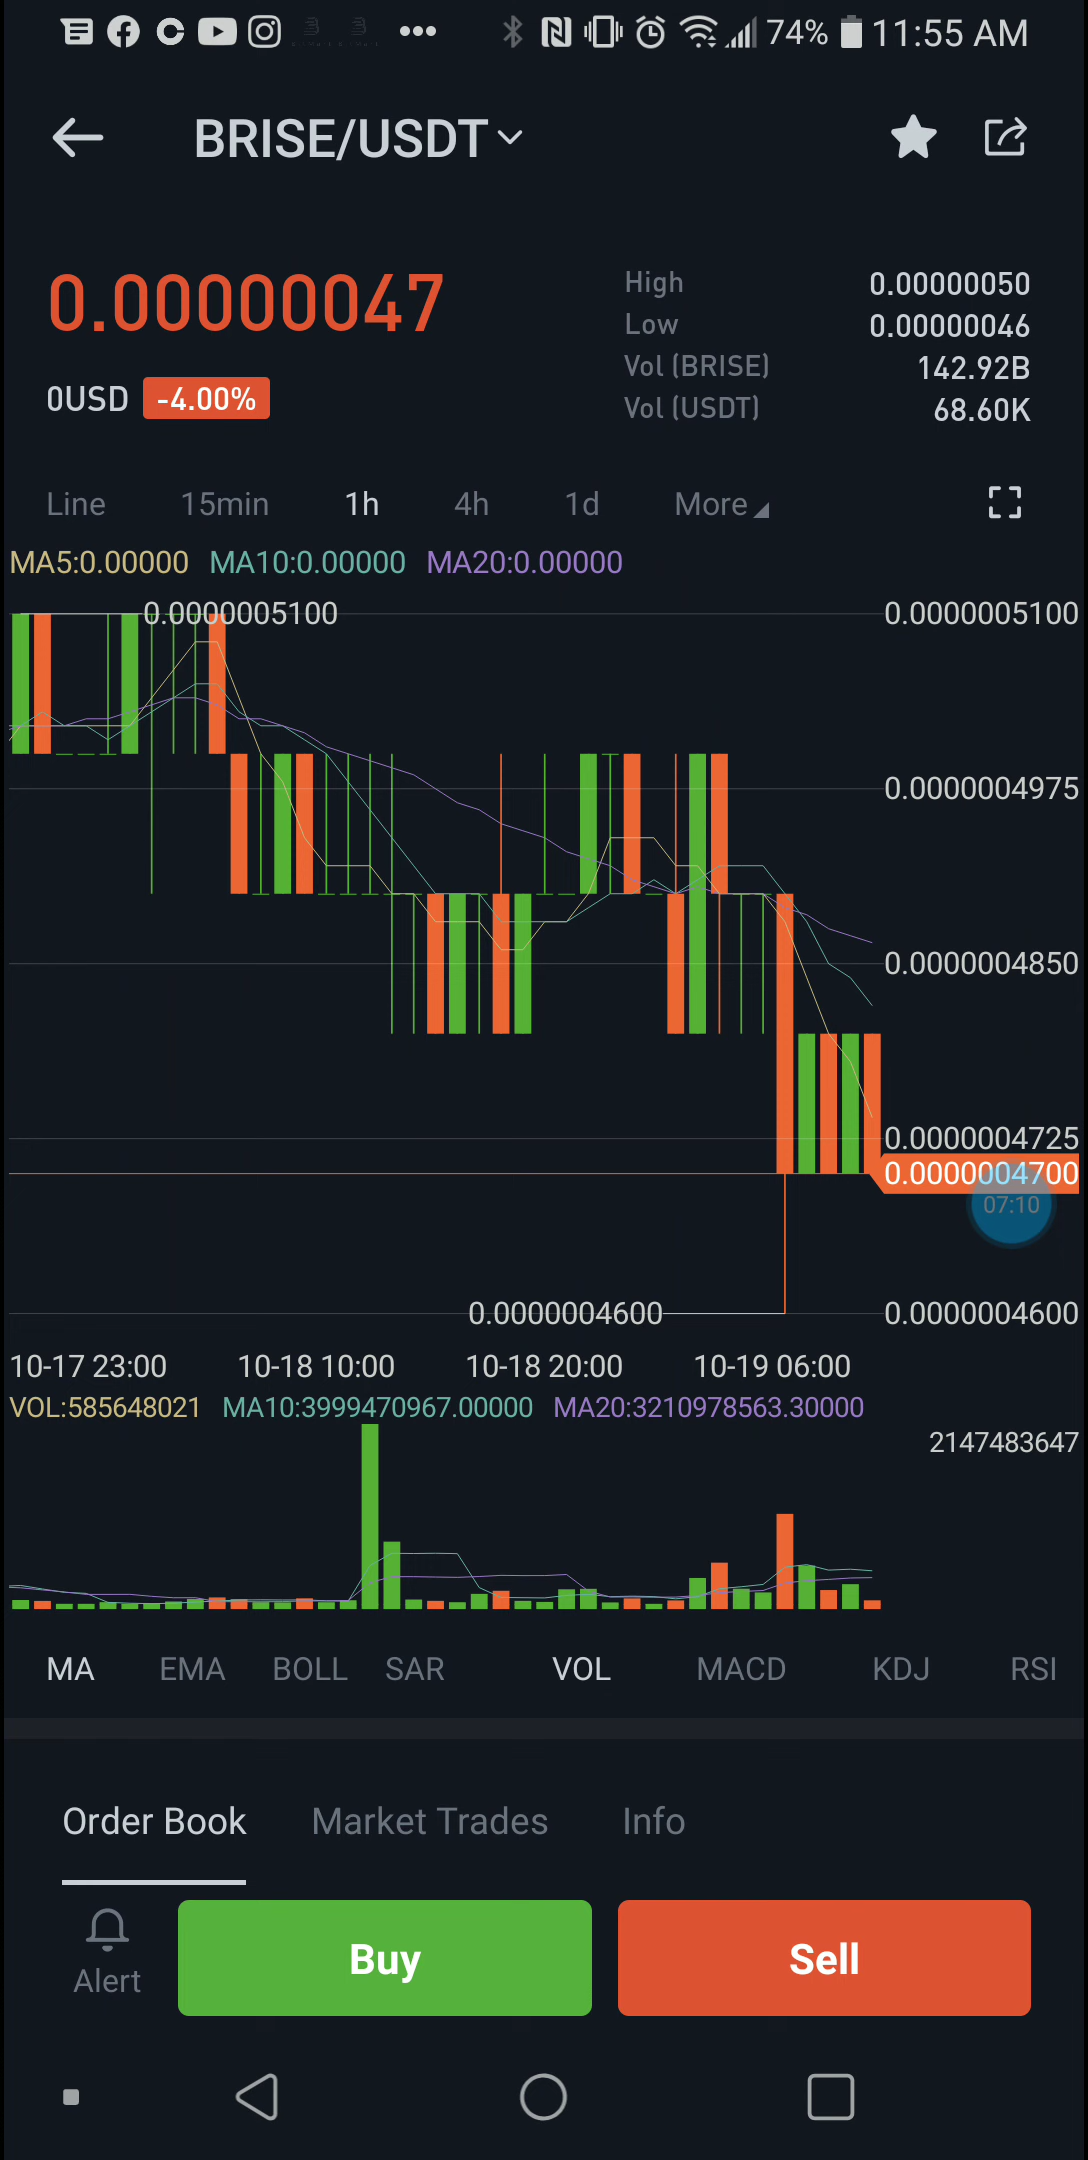 74% 11:55 AM
BRISE/USDT
0.00000047
0USD -4.00%
High 0.00000050
Low 0.00000046
Vol (BRISE) 142.92B
Vol (USDT) 68.60K
Line 15min 1h 4h 1d More
MA5:0.00000 MA10:0.00000 MA20:0.00000
0.0000005100 0.0000005100
0.0000004975
0.0000004850
0.0000004725
0.0000004700
07:10
0.0000004600 0.0000004600
10-17 23:00 10-18 10:00 10-18 20:00 10-19 06:00
VOL:585648021 MA10:3999470967.00000 MA20:3210978563.30000
2147483647
MA EMA BOLL SAR VOL MACD KDJ RSI
Order Book Market Trades Info
Alert Buy Sell